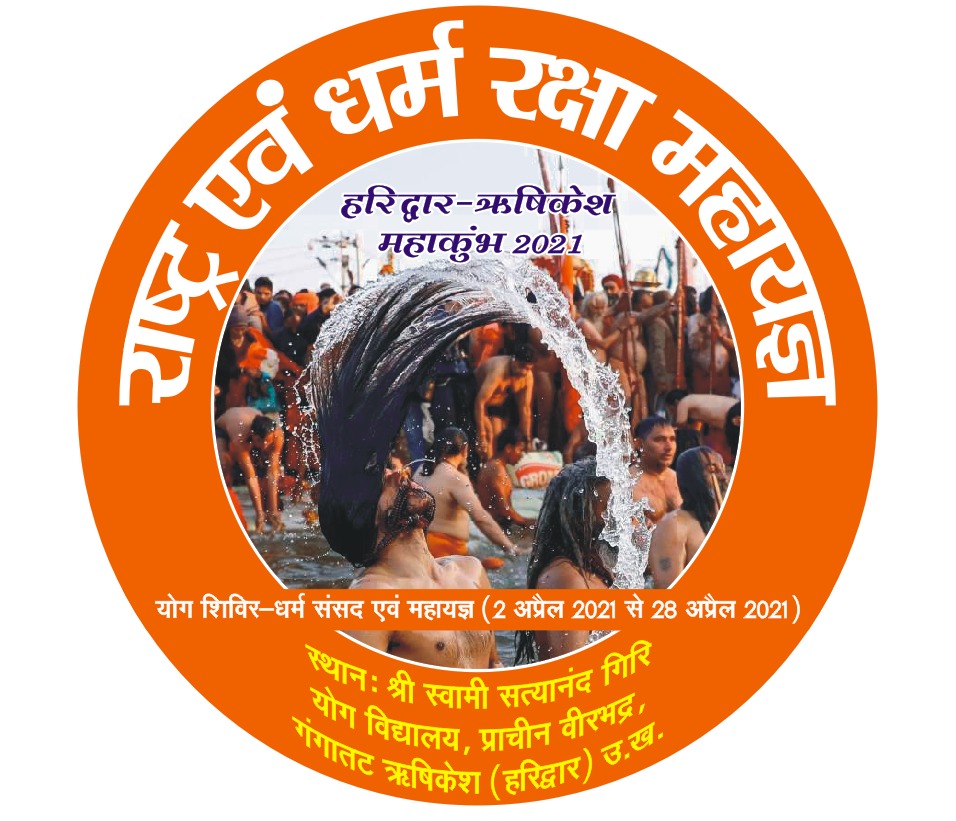 राष्ट्र एवं धर्म रक्षा महायज्ञ
हरिद्वार-ऋषिकेश
महाकुंभ 2021
योग शिविर-धर्म संसद एवं महायज्ञ (2 अप्रैल 2021 से 28 अप्रैल 2021)
स्थान: श्री स्वामी सत्यानंद गिरि
योग विद्यालय, प्राचीन वीरभद्र,
गंगातट ऋषिकेश (हरिद्वार) उ.ख.